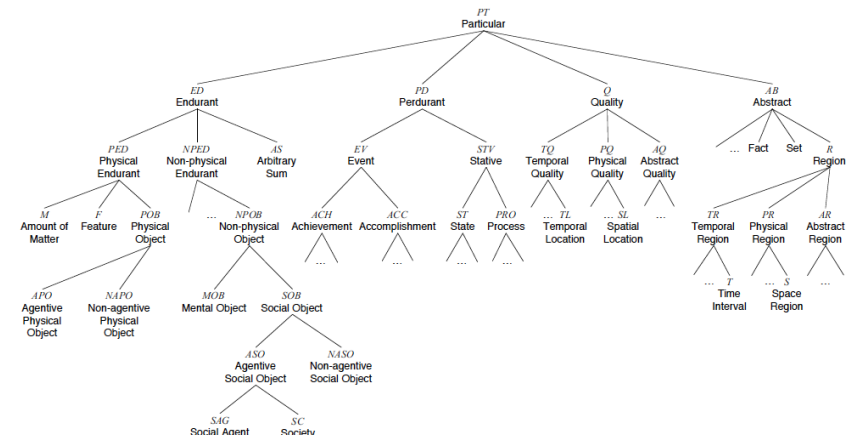 PT
Particular
ED
Endurant
PD
Perdurant
Q
Quality
AB
Abstract
PED
Physical
Endurant
NPED
Non-physical
Endurant
AS
Arbitrary
Sum
EV
Event
STV
Stative
TQ
Temporal
Quality
PQ
Physical
Quality
AQ
Abstract
Quality
... Fact Set
R
Region
M
Amount of
Matter
F
Feature
POB
Physical
Object
...
NPOB
Non-physical
Object
ACH
Achievement
...
ACC
Accomplishment
...
ST
State
...
PRO
Process
...
... TL
Temporal
Location
... SL
Spatial
Location
...
TR
Temporal
Region
PR
Physical
Region
AR
Abstract
Region
... T
Time
Interval
... S
Space
Region
...
APO
Agentive
Physical
Object
NAPO
Non-agentive
Physical
Object
MOB
Mental Object
SOB
Social Object
ASO
Agentive
Social Object
NASO
Non-agentive
Social Object
SAG
Social Agent
SC
Society